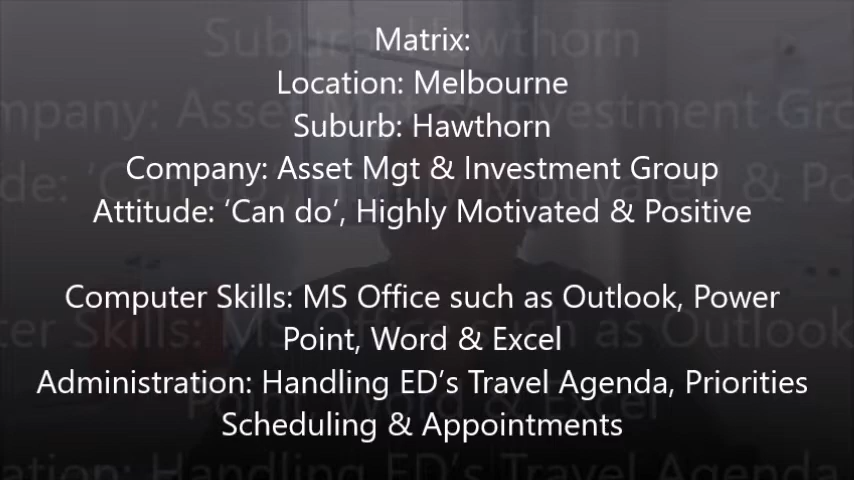 Matrix:
Location: Melbourne
Suburb: Hawthorn
Company: Asset Mgt & Investment Group
Attitude: ‘Can do’, Highly Motivated & Positive
Computer Skills: MS Office such as Outlook, Power
Point, Word & Excel
Administration: Handling ED’s Travel Agenda, Priorities
Scheduling & Appointments